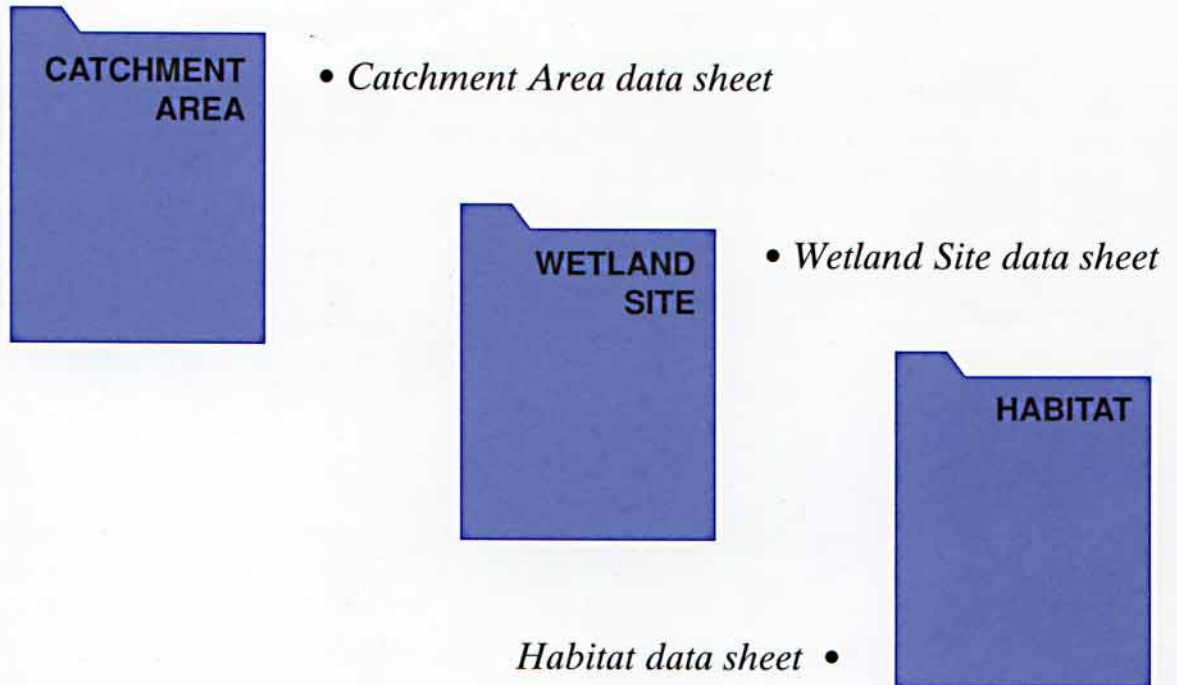 CATCHMENT
AREA
• Catchment Area data sheet
WETLAND
SITE
• Wetland Site data sheet
HABITAT
Habitat data sheet •